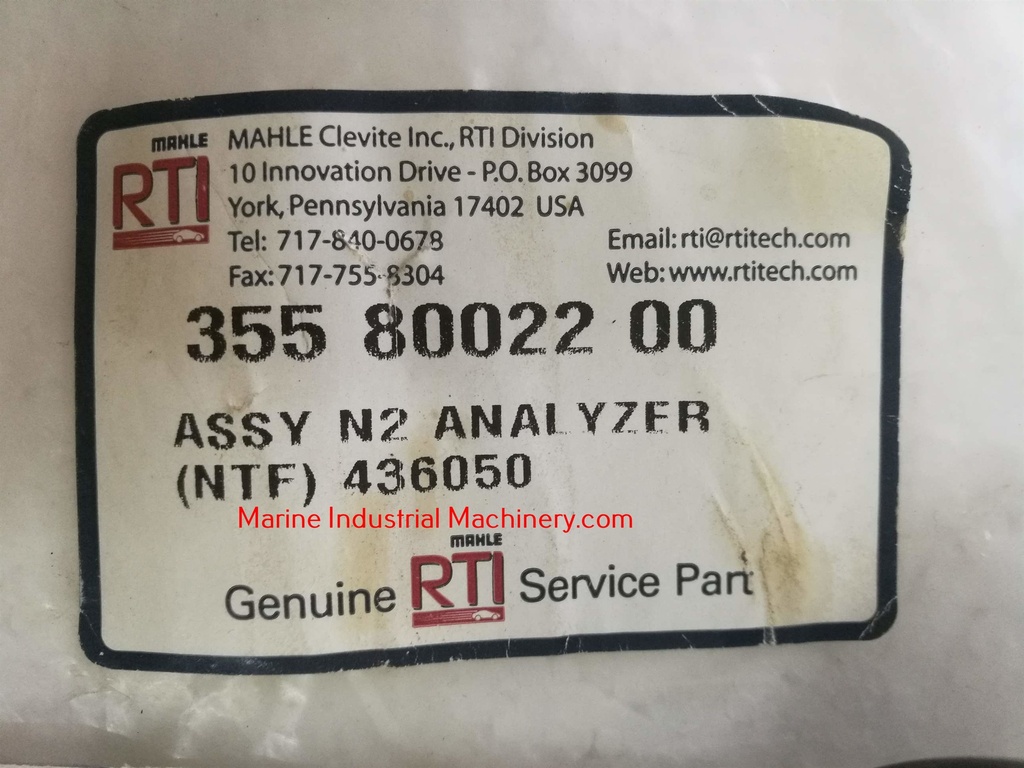 MAHLE
RTI
MAHLE Clevite Inc., RTI Division
10 Innovation Drive - P.O. Box 3099
York, Pennsylvania 17402 USA
Tel: 717-840-0678
Email: rti@rtitech.com
Fax: 717-755-8304
Web: www.rtitech.com
355 80022 00
ASSY N2 ANALYZER
(NTF) 436050
Marine Industrial Machinery.com
MAHLE
Genuine RTI Service Part